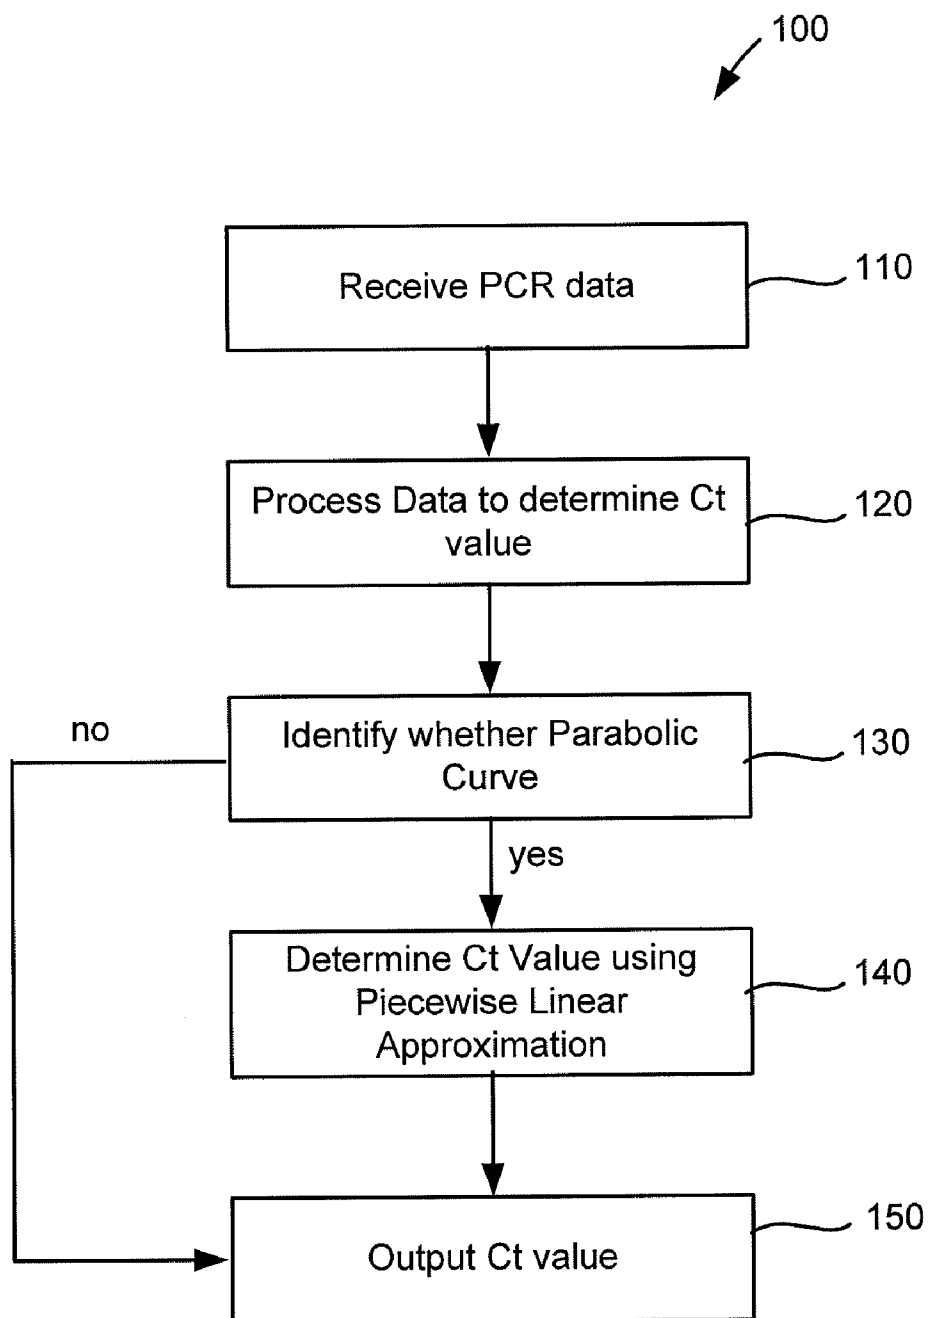 100
Receive PCR data
110
Process Data to determine Ct
value
120
no
Identify whether Parabolic
Curve
130
yes
Determine Ct Value using
Piecewise Linear
Approximation
140
Output Ct value
150